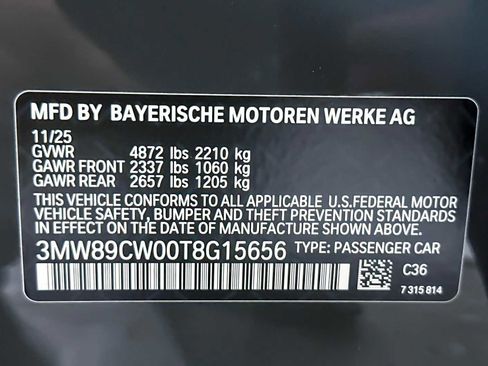 MFD BY BAYERISCHE MOTOREN WERKE AG
11/25
GVWR 4872 lbs 2210 kg
GAWR FRONT 2337 lbs 1060 kg
GAWR REAR 2657 lbs 1205 kg
THIS VEHICLE CONFORMS TO ALL APPLICABLE U.S.FEDERAL MOTOR
VEHICLE SAFETY, BUMPER AND THEFT PREVENTION STANDARDS
IN EFFECT ON THE DATE OF MANUFACTURE SHOWN ABOVE.
3MW89CW00T8G15656 TYPE: PASSENGER CAR
C36
7 315 814